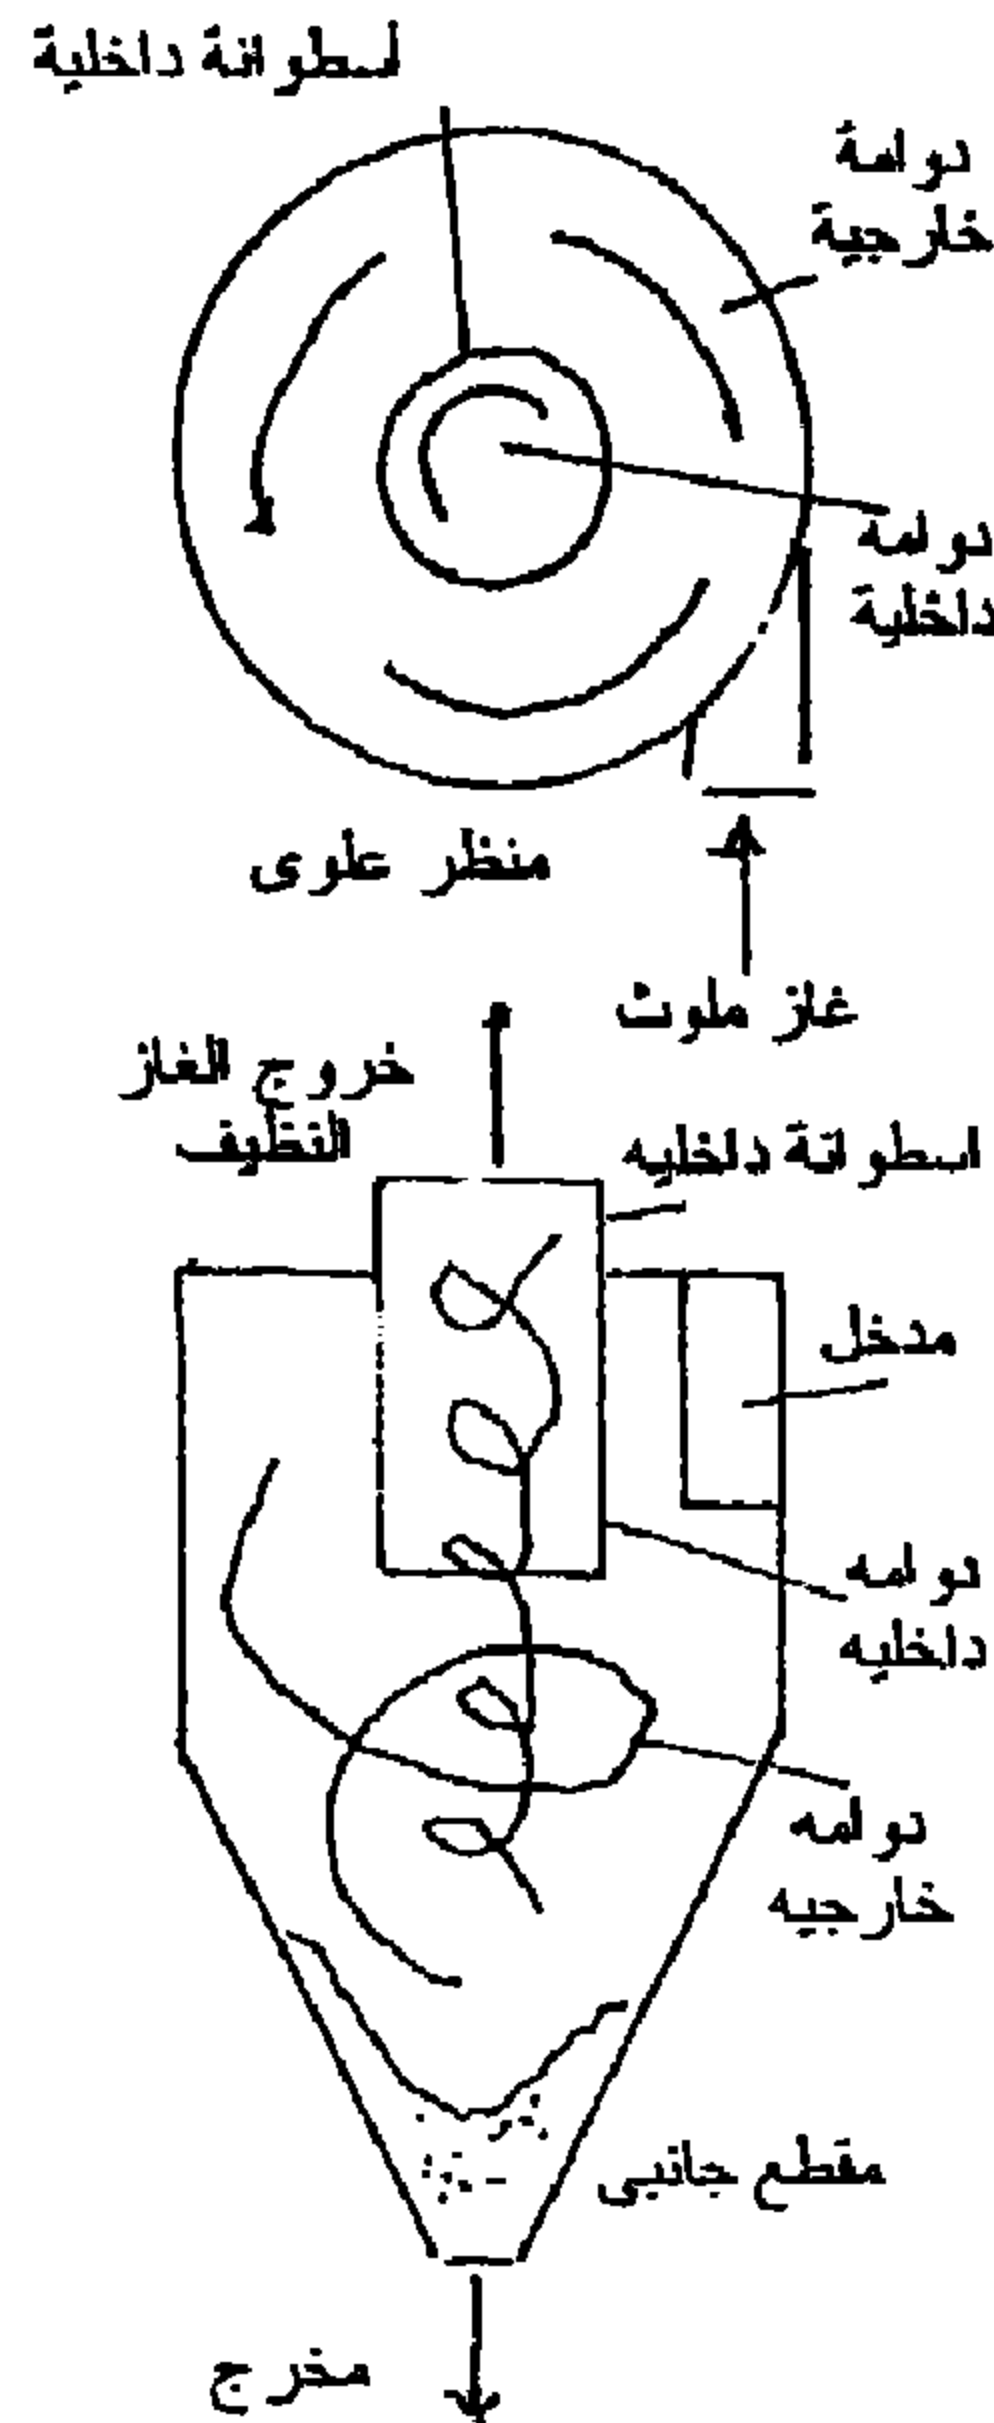 اسطوانة داخلية
دوامة
خارجية
دوامه
داخلية
منظر علوى
غاز ملوث
خروج الغاز
النظيف
اسطوانة داخليه
مدخل
دوامه
داخليه
دوامه
خارجيه
مقطع جانبى
مخرج